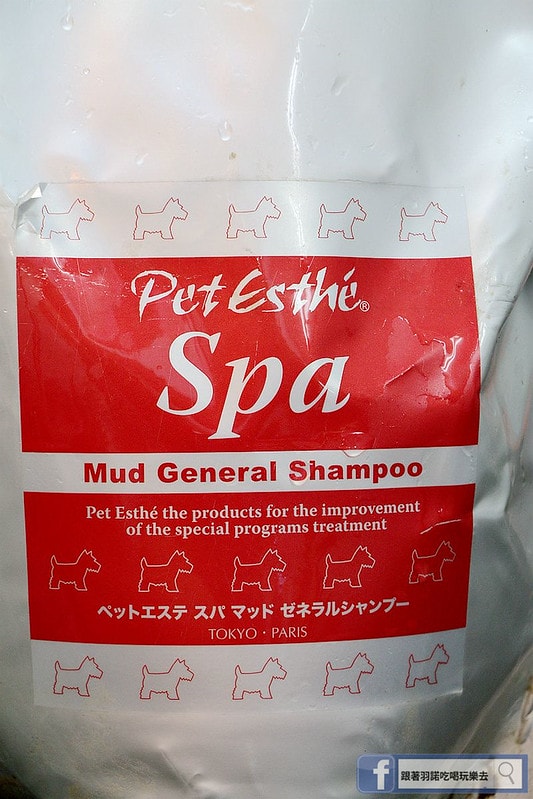 Pet Esthé®
Spa
Mud General Shampoo
Pet Esthé the products for the improvement
of the special programs treatment
ペットエステ スパ マッド ゼネラルシャンプー
TOKYO・PARIS
f 跟著羽諾吃喝玩樂去